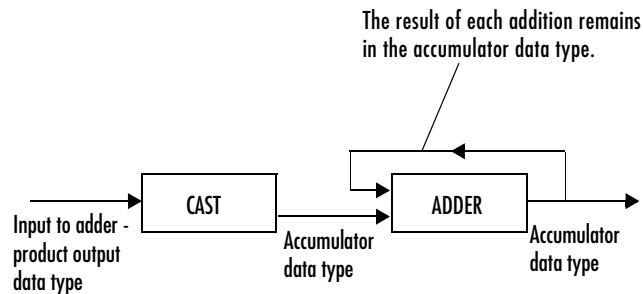 The result of each addition remains
in the accumulator data type.
CAST
ADDER
Input to adder -
product output
data type
Accumulator
data type
Accumulator
data type